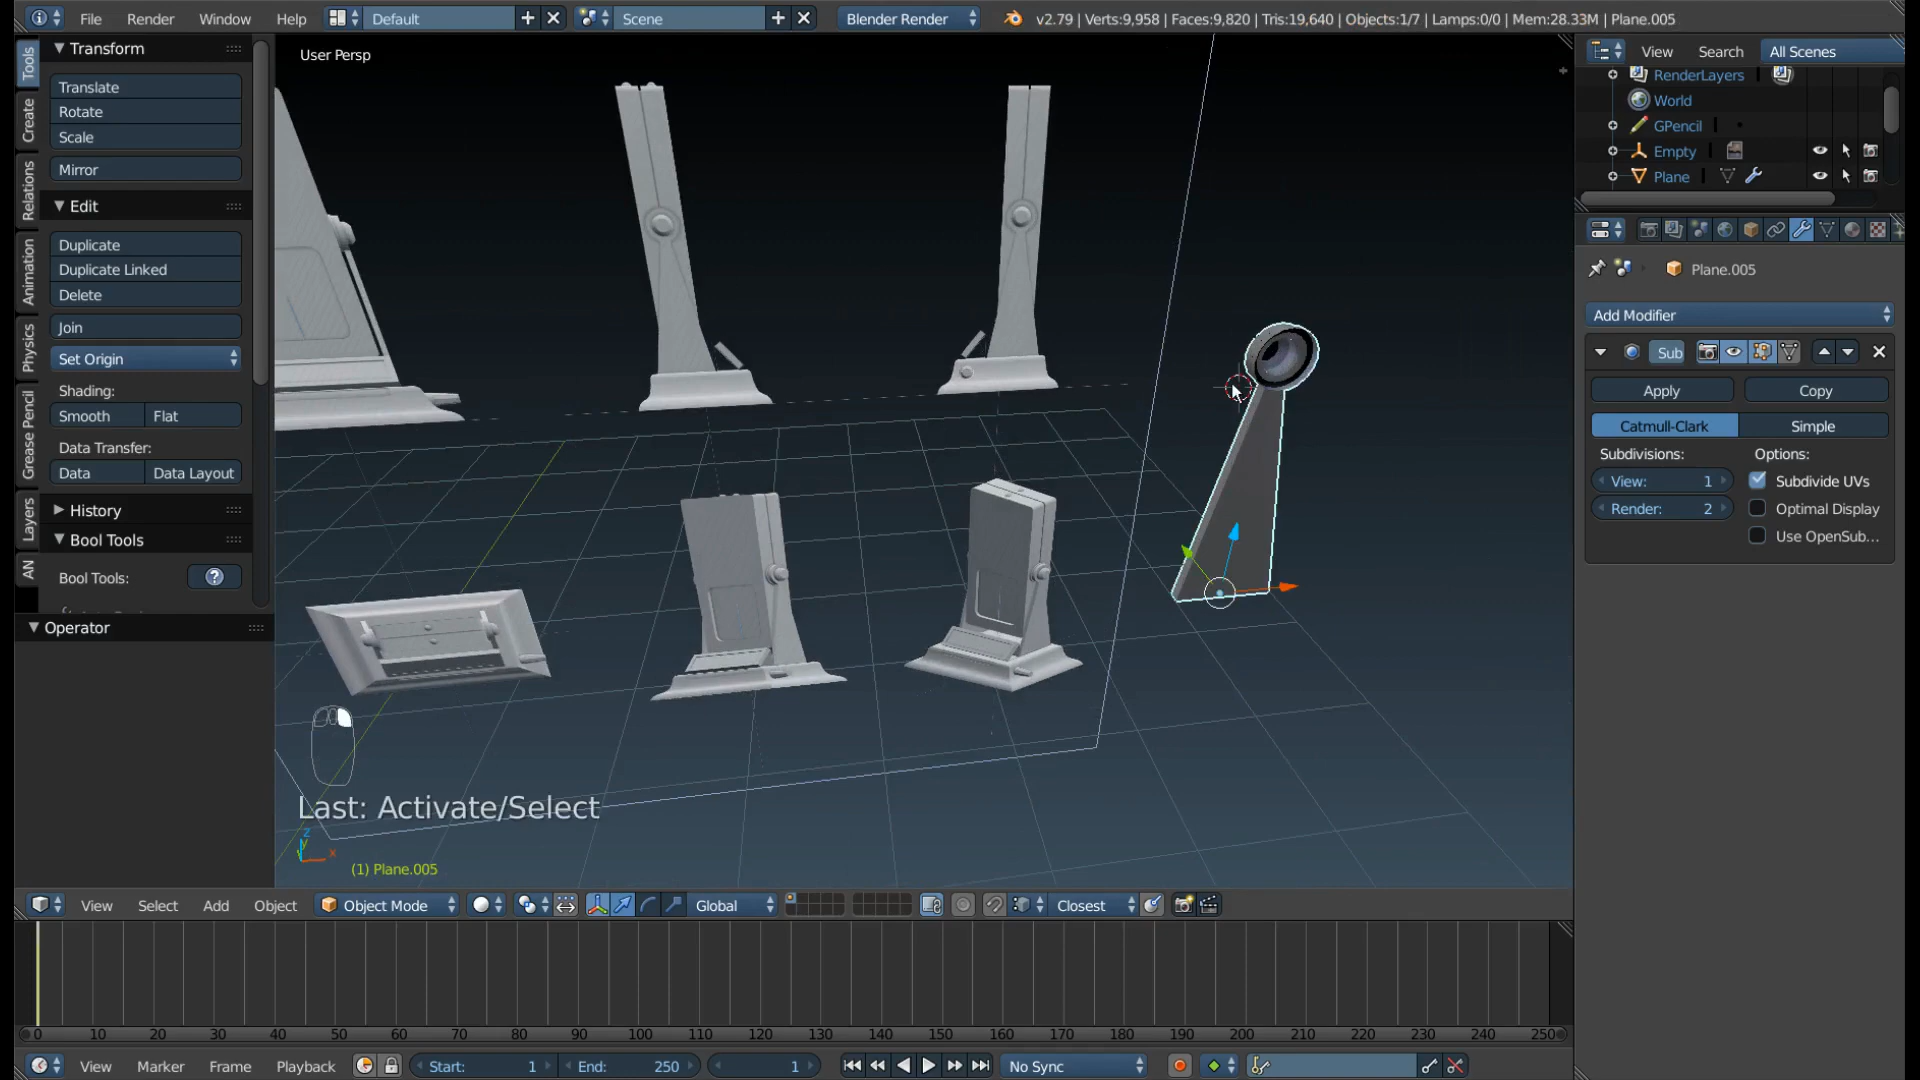 File Render Window Help Default Scene Blender Render v2.79 | Verts:9,958 | Faces:9,820 | Tris:19,640 | Objects:1/7 | Lamps:0/0 | Mem:28.33M | Plane.005
Tools
Create
Relations
Animation
Physics
Grease Pencil
Layers
AN
Transform
Translate
Rotate
Scale
Mirror
Edit
Duplicate
Duplicate Linked
Delete
Join
Set Origin
Shading:
Smooth Flat
Data Transfer:
Data Data Layout
History
Bool Tools
Bool Tools: ?
Operator
User Persp
Last: Activate/Select
z
y
x
(1) Plane.005
View Search All Scenes
RenderLayers
World
GPencil
Empty
Plane
Plane.005
Add Modifier
Sub
Apply Copy
Catmull-Clark Simple
Subdivisions: Options:
View: 1 Subdivide UVs
Render: 2 Optimal Display
Use OpenSub...
View Select Add Object Object Mode Global Closest
0 10 20 30 40 50 60 70 80 90 100 110 120 130 140 150 160 170 180 190 200 210 220 230 240 250
View Marker Frame Playback Start: 1 End: 250 1 No Sync